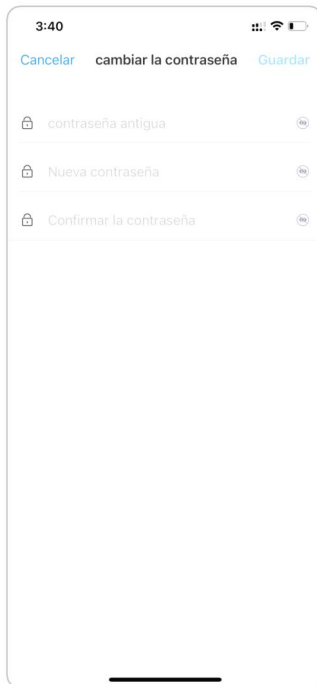 3:40
Cancelar cambiar la contraseña Guardar
contraseña antigua
Nueva contraseña
Confirmar la contraseña